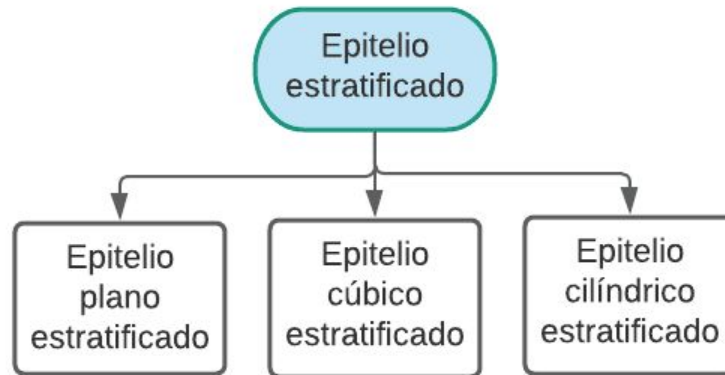 Epitelio
estratificado
Epitelio
plano
estratificado
Epitelio
cúbico
estratificado
Epitelio
cilíndrico
estratificado